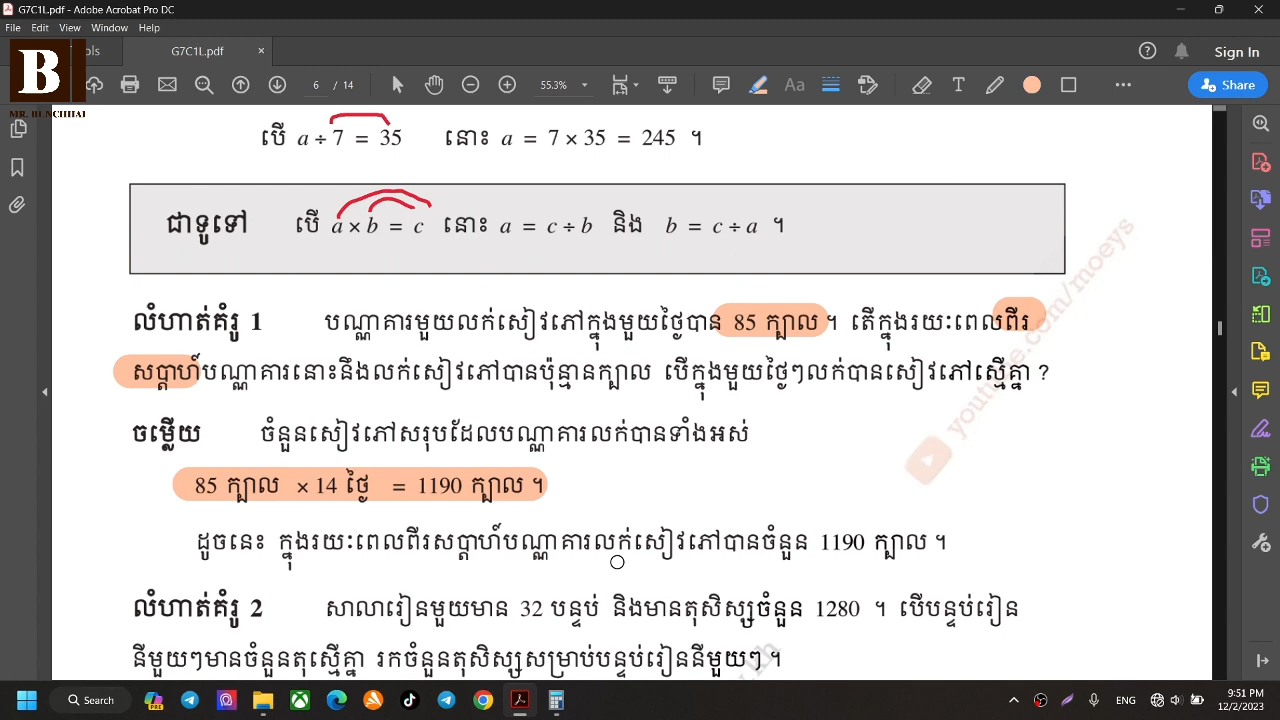 G7C1L.pdf - Adobe Acrobat Pro DC
File Edit View Window Help
B ols G7C1L.pdf × Sign In
6 / 14 55.3% Aa Share
MR. BENCHHAI
បើ a ÷ 7 = 35 នោះ a = 7 × 35 = 245 ។
ជាទូទៅ បើ a × b = c នោះ a = c ÷ b និង b = c ÷ a ។
លំហាត់គំរូ 1 បណ្ណាគារមួយលក់សៀវភៅក្នុងមួយថ្ងៃបាន 85 ក្បាល ។ តើក្នុងរយៈពេលពីរ
សប្តាហ៍បណ្ណាគារនោះនឹងលក់សៀវភៅបានប៉ុន្មានក្បាល បើក្នុងមួយថ្ងៃៗលក់បានសៀវភៅស្មើគ្នា ?
ចម្លើយ ចំនួនសៀវភៅសរុបដែលបណ្ណាគារលក់បានទាំងអស់
85 ក្បាល × 14 ថ្ងៃ = 1190 ក្បាល ។
ដូចនេះ ក្នុងរយៈពេលពីរសប្តាហ៍បណ្ណាគារលក់សៀវភៅបានចំនួន 1190 ក្បាល ។
លំហាត់គំរូ 2 សាលារៀនមួយមាន 32 បន្ទប់ និងមានតុសិស្សចំនួន 1280 ។ បើបន្ទប់រៀន
នីមួយៗមានចំនួនតុស្មើគ្នា រកចំនួនតុសិស្សសម្រាប់បន្ទប់រៀននីមួយៗ ។
youtube.com/moeys
.kh
Search ENG 9:51 PM
12/2/2023